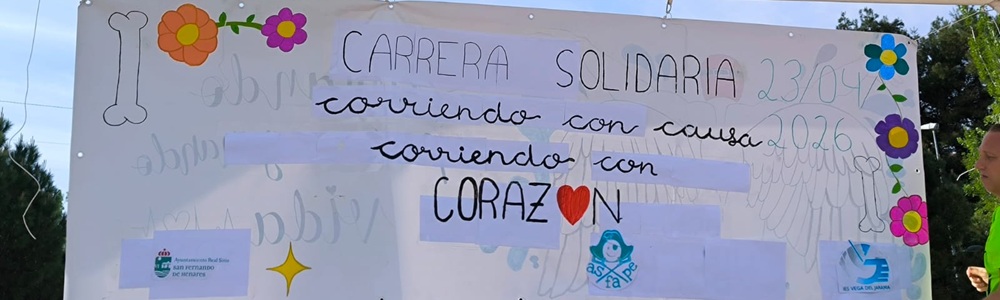 CARRERA SOLIDARIA 23/04/
2026
corriendo con causa
corriendo con
CORAZ♥N
Ayuntamiento Real Sitio
SAN FERNANDO
DE HENARES
asfape
IES VEGA DEL JARAMA